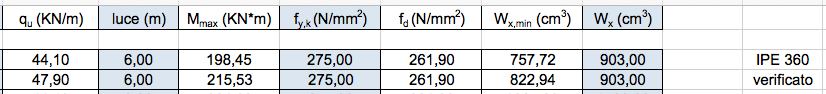 qu (KN/m) luce (m) Mmax (KN*m) fy,k (N/mm²) fd (N/mm²) Wx,min (cm³) Wx (cm³)
44,10 6,00 198,45 275,00 261,90 757,72 903,00 IPE 360
47,90 6,00 215,53 275,00 261,90 822,94 903,00 verificato